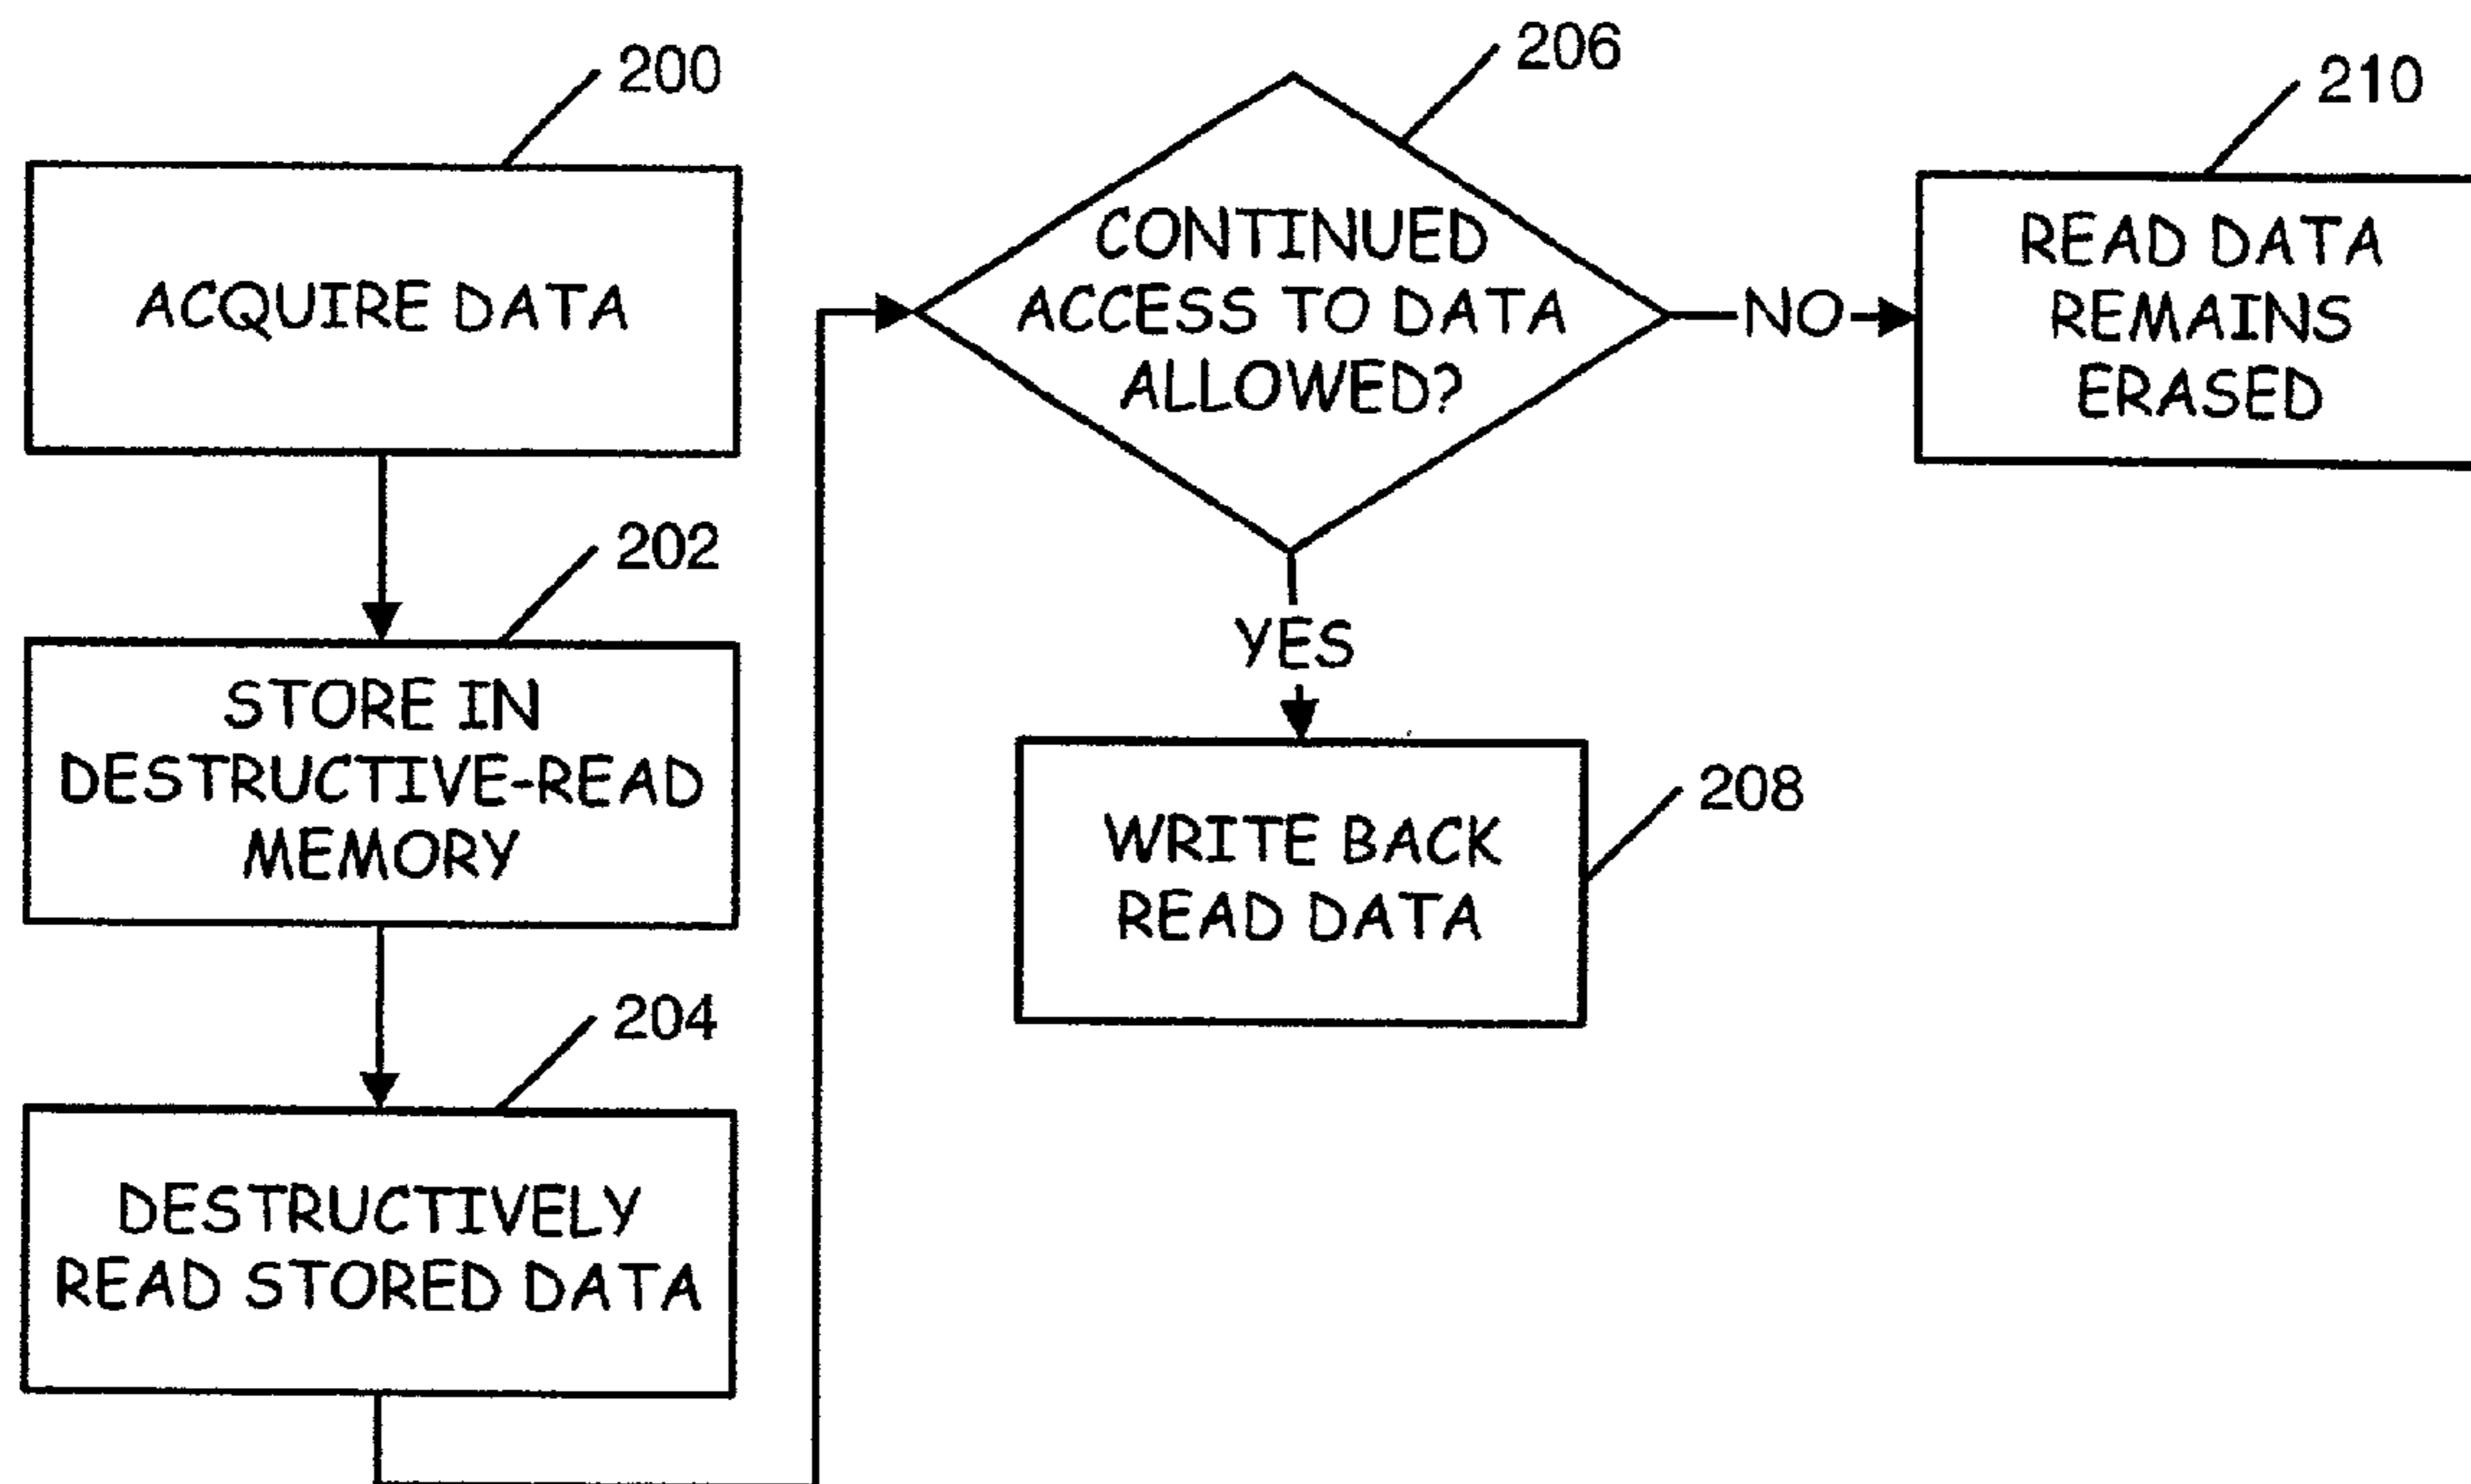 200
ACQUIRE DATA
202
STORE IN
DESTRUCTIVE-READ
MEMORY
204
DESTRUCTIVELY
READ STORED DATA
206
CONTINUED
ACCESS TO DATA
ALLOWED?
NO
YES
208
WRITE BACK
READ DATA
210
READ DATA
REMAINS
ERASED